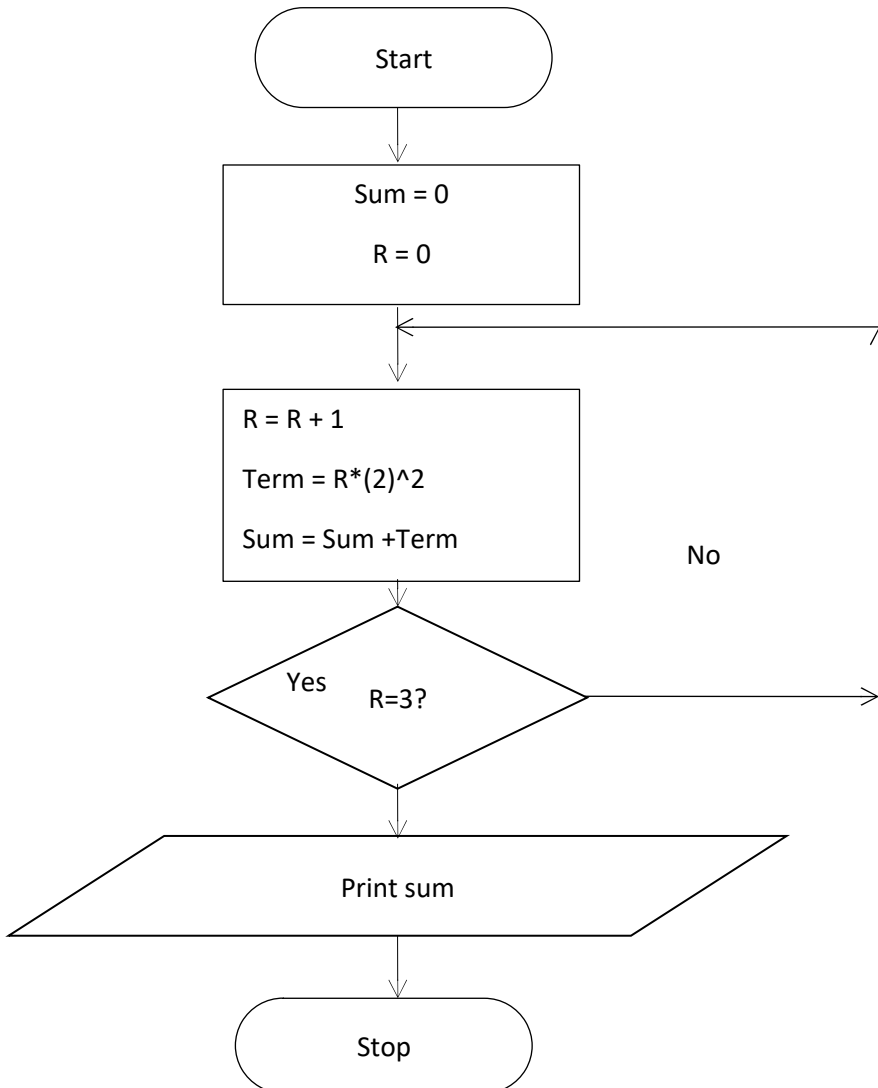 Start
Sum = 0
R = 0
R = R + 1
Term = R*(2)^2
Sum = Sum +Term
No
Yes
R=3?
Print sum
Stop